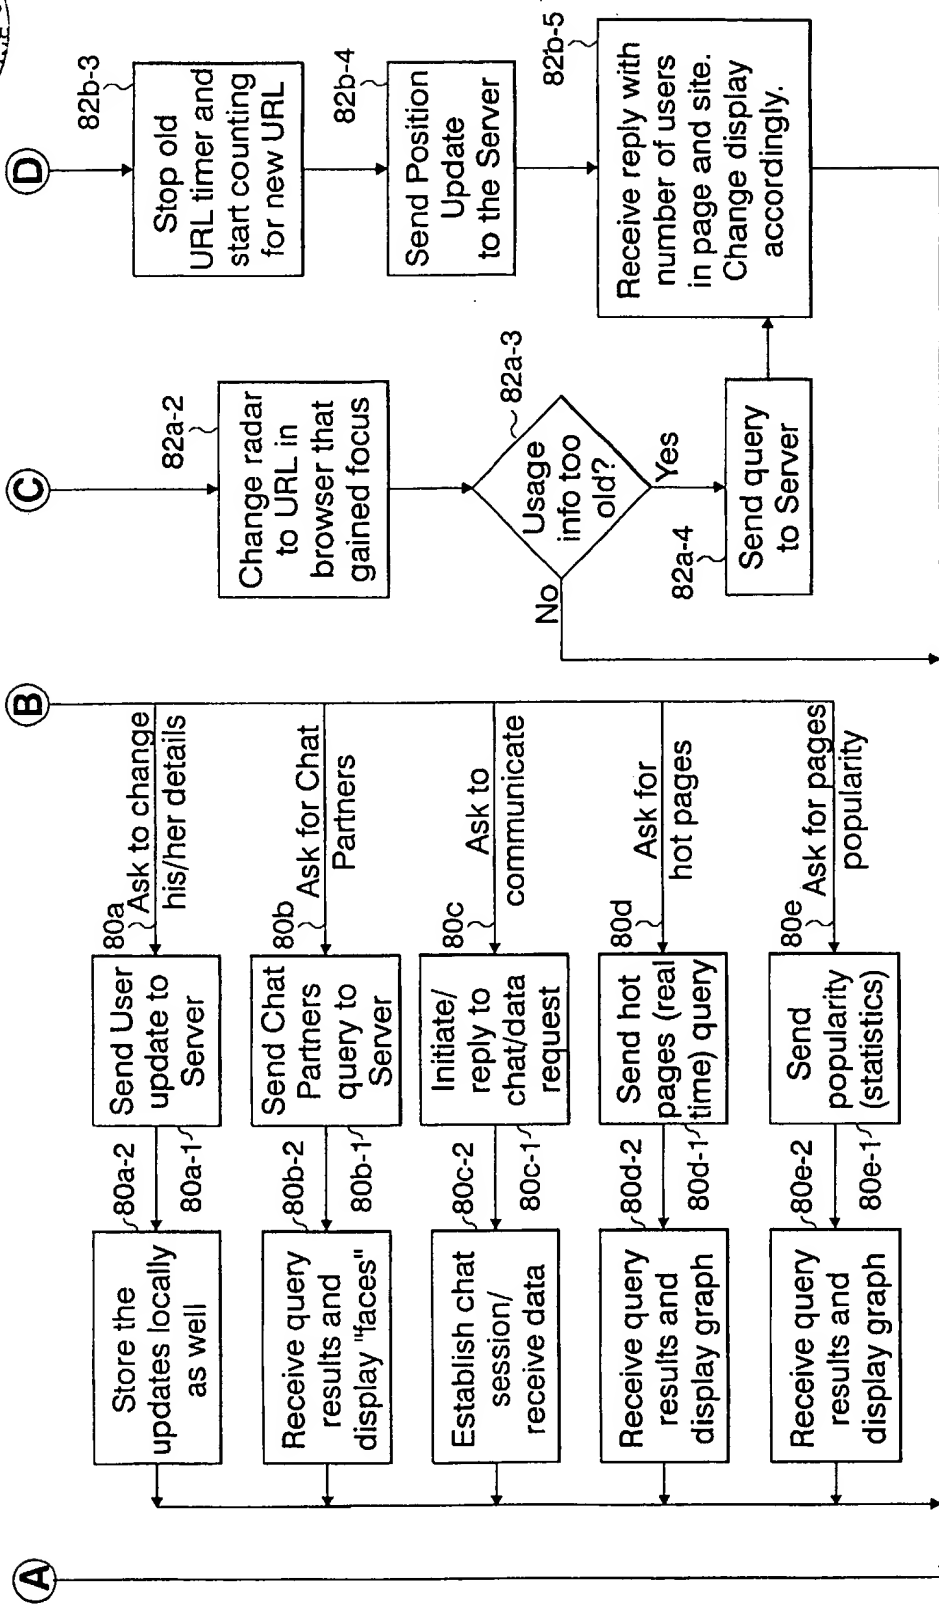 A
B
C
D
80a
Ask to change
his/her details
Send User
update to
Server
80a-1
80a-2
Store the
updates locally
as well
80b
Ask for Chat
Partners
Send Chat
Partners
query to
Server
80b-1
80b-2
Receive query
results and
display "faces"
80c
Ask to
communicate
Initiate/
reply to
chat/data
request
80c-1
80c-2
Establish chat
session/
receive data
80d
Ask for
hot pages
Send hot
pages (real
time) query
80d-1
80d-2
Receive query
results and
display graph
80e
Ask for pages
popularity
Send
popularity
(statistics)
80e-1
80e-2
Receive query
results and
display graph
82a-2
Change radar
to URL in
browser that
gained focus
82a-3
Usage
info too
old?
No
Yes
82a-4
Send query
to Server
82b-3
Stop old
URL timer and
start counting
for new URL
82b-4
Send Position
Update
to the Server
82b-5
Receive reply with
number of users
in page and site.
Change display
accordingly.